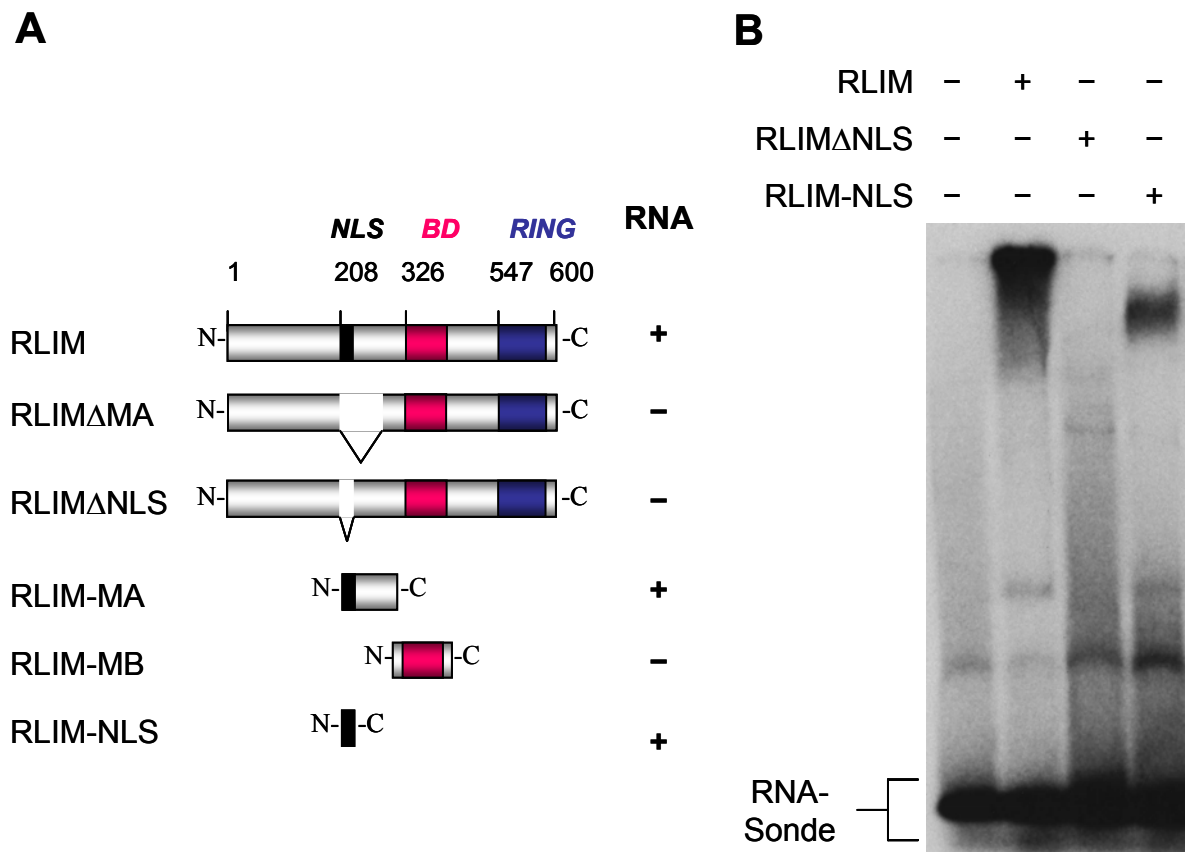 A
NLS BD RING RNA
1 208 326 547 600
RLIM N- -C +
RLIMΔMA N- -C –
RLIMΔNLS N- -C –
RLIM-MA N- -C +
RLIM-MB N- -C –
RLIM-NLS N- -C +
B
RLIM – + – –
RLIMΔNLS – – + –
RLIM-NLS – – – +
RNA-
Sonde